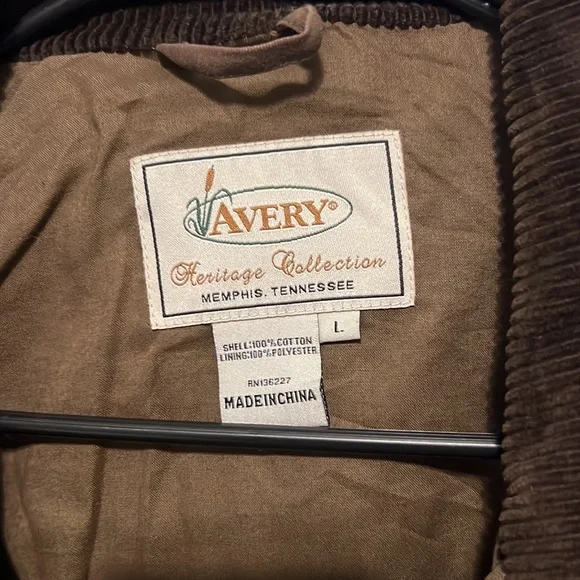 AVERY®
Heritage Collection
MEMPHIS, TENNESSEE
L
SHELL:100%COTTON
LINING:100%POLYESTER
RN136227
MADEINCHINA